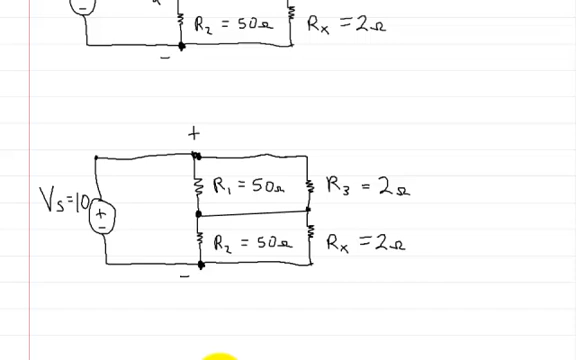 R₂ = 50Ω Rₓ = 2Ω
−
+
Vₛ=10 R₁ = 50Ω R₃ = 2Ω
+
−
R₂ = 50Ω Rₓ = 2Ω
−